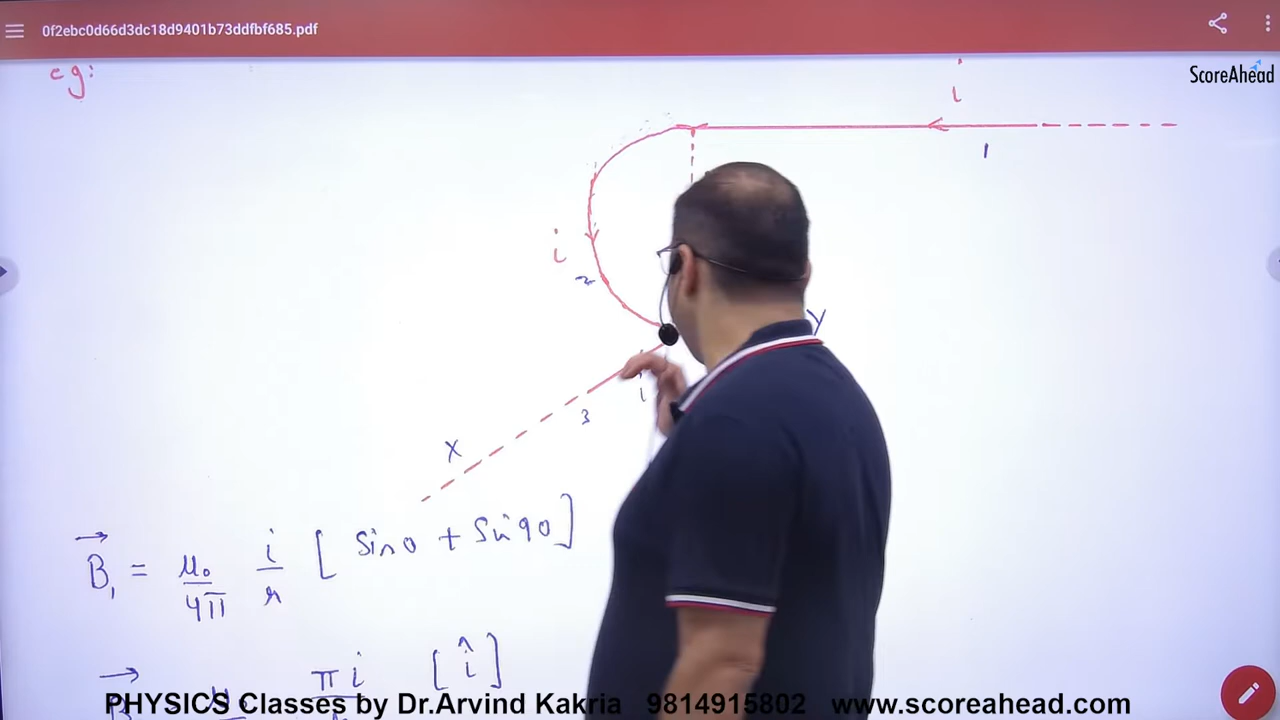 0f2ebc0d66d3dc18d9401b73ddfbf685.pdf
ScoreAhead
eg:
i
1
i
2
Y
3
X
B₁ = μ₀/4π i/r [ Sin0 + Sin90 ]
πi [ î ]
PHYSICS Classes by Dr.Arvind Kakria 9814915802 www.scoreahead.com